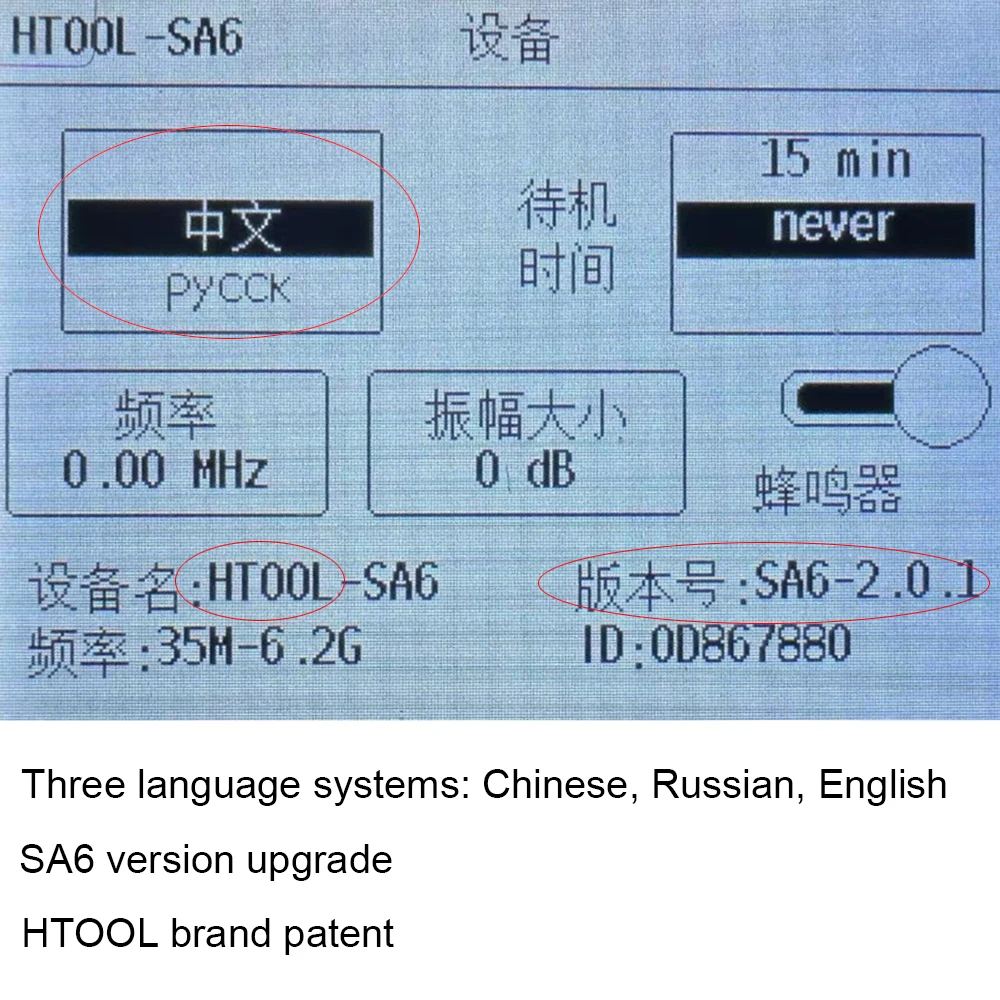 HTOOL-SA6
设备
中文
русск
待机
时间
15 min
never
频率
0.00 MHz
振幅大小
0 dB
蜂鸣器
设备名:HTOOL-SA6
版本号:SA6-2.0.1
频率:35M-6.2G
ID:0D867880
Three language systems: Chinese, Russian, English
SA6 version upgrade
HTOOL brand patent